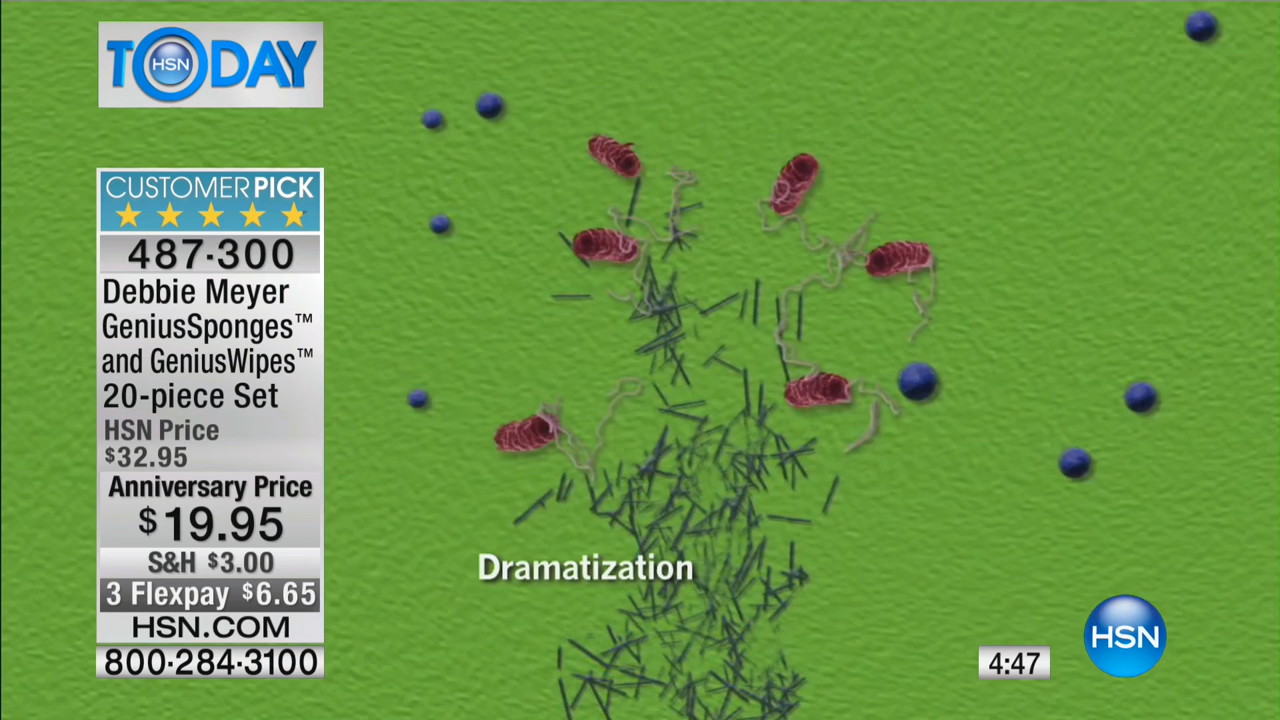 TODAY
HSN
CUSTOMER PICK
487·300
Debbie Meyer
GeniusSponges™
and GeniusWipes™
20-piece Set
HSN Price
$32.95
Anniversary Price
$19.95
S&H $3.00
3 Flexpay $6.65
HSN.COM
800·284·3100
Dramatization
4:47
HSN